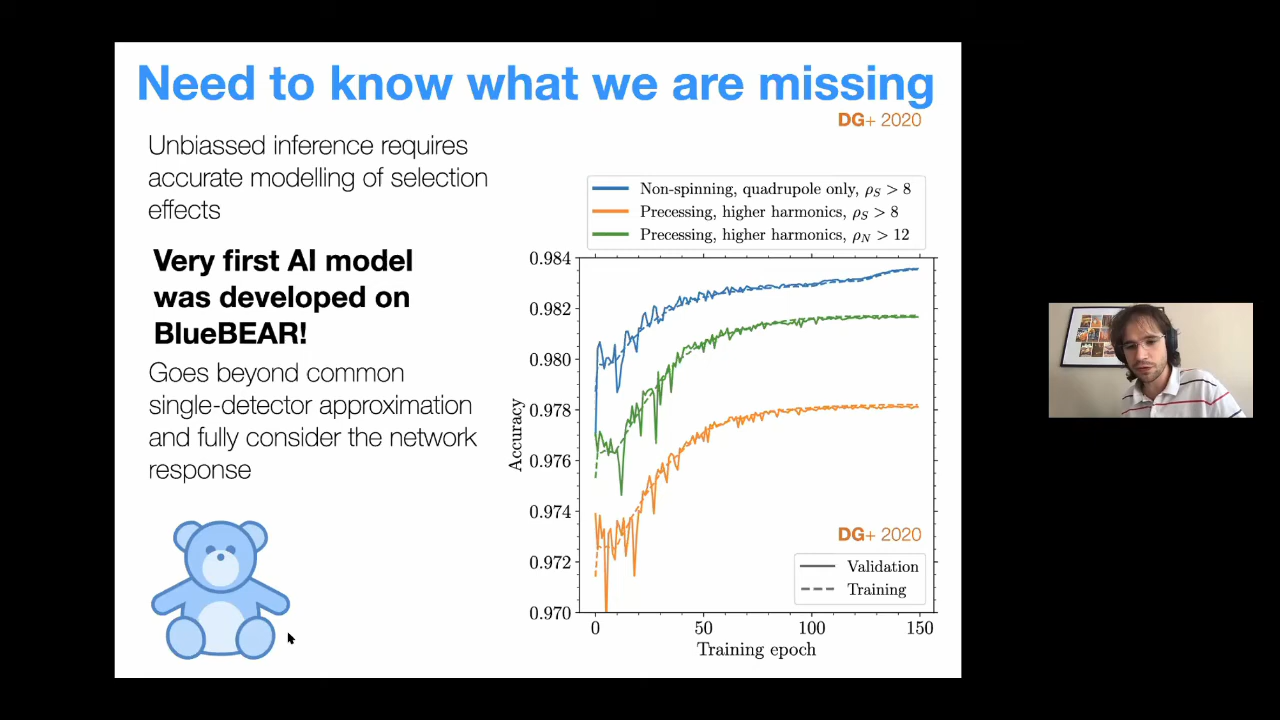 Need to know what we are missing
DG+ 2020
Unbiassed inference requires
accurate modelling of selection
effects
Very first AI model
was developed on
BlueBEAR!
Goes beyond common
single-detector approximation
and fully consider the network
response
Non-spinning, quadrupole only, ρS > 8
Precessing, higher harmonics, ρS > 8
Precessing, higher harmonics, ρN > 12
0.984
0.982
0.980
0.978
0.976
0.974
0.972
0.970
Accuracy
DG+ 2020
Validation
Training
0 50 100 150
Training epoch